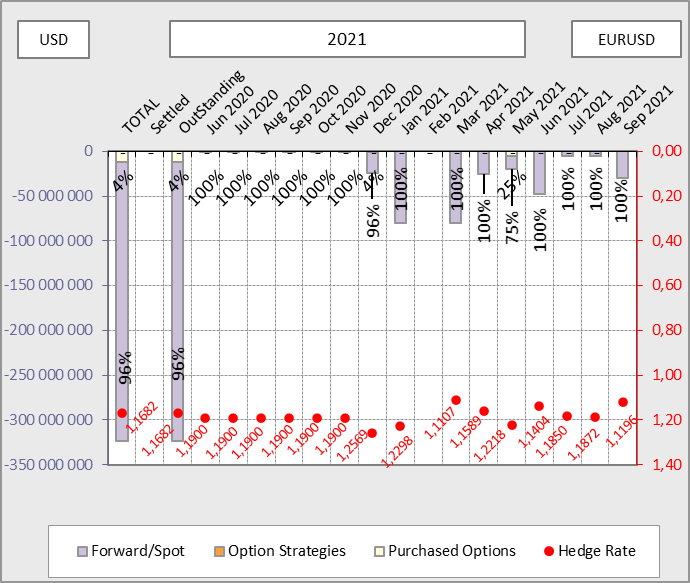 USD
2021
EURUSD
TOTAL
Settled
OutStanding
Jun 2020
Jul 2020
Aug 2020
Sep 2020
Oct 2020
Nov 2020
Dec 2020
Jan 2021
Feb 2021
Mar 2021
Apr 2021
May 2021
Jun 2021
Jul 2021
Aug 2021
Sep 2021
0
-50 000 000
-100 000 000
-150 000 000
-200 000 000
-250 000 000
-300 000 000
-350 000 000
4%
4%
100%
100%
100%
100%
100%
100%
4%
96%
100%
100%
100%
25%
75%
100%
100%
100%
100%
96%
96%
1,1682
1,1682
1,1900
1,1900
1,1900
1,1900
1,1900
1,1900
1,2569
1,2298
1,1107
1,1589
1,2218
1,1404
1,1850
1,1872
1,1196
0,00
0,20
0,40
0,60
0,80
1,00
1,20
1,40
Forward/Spot
Option Strategies
Purchased Options
Hedge Rate